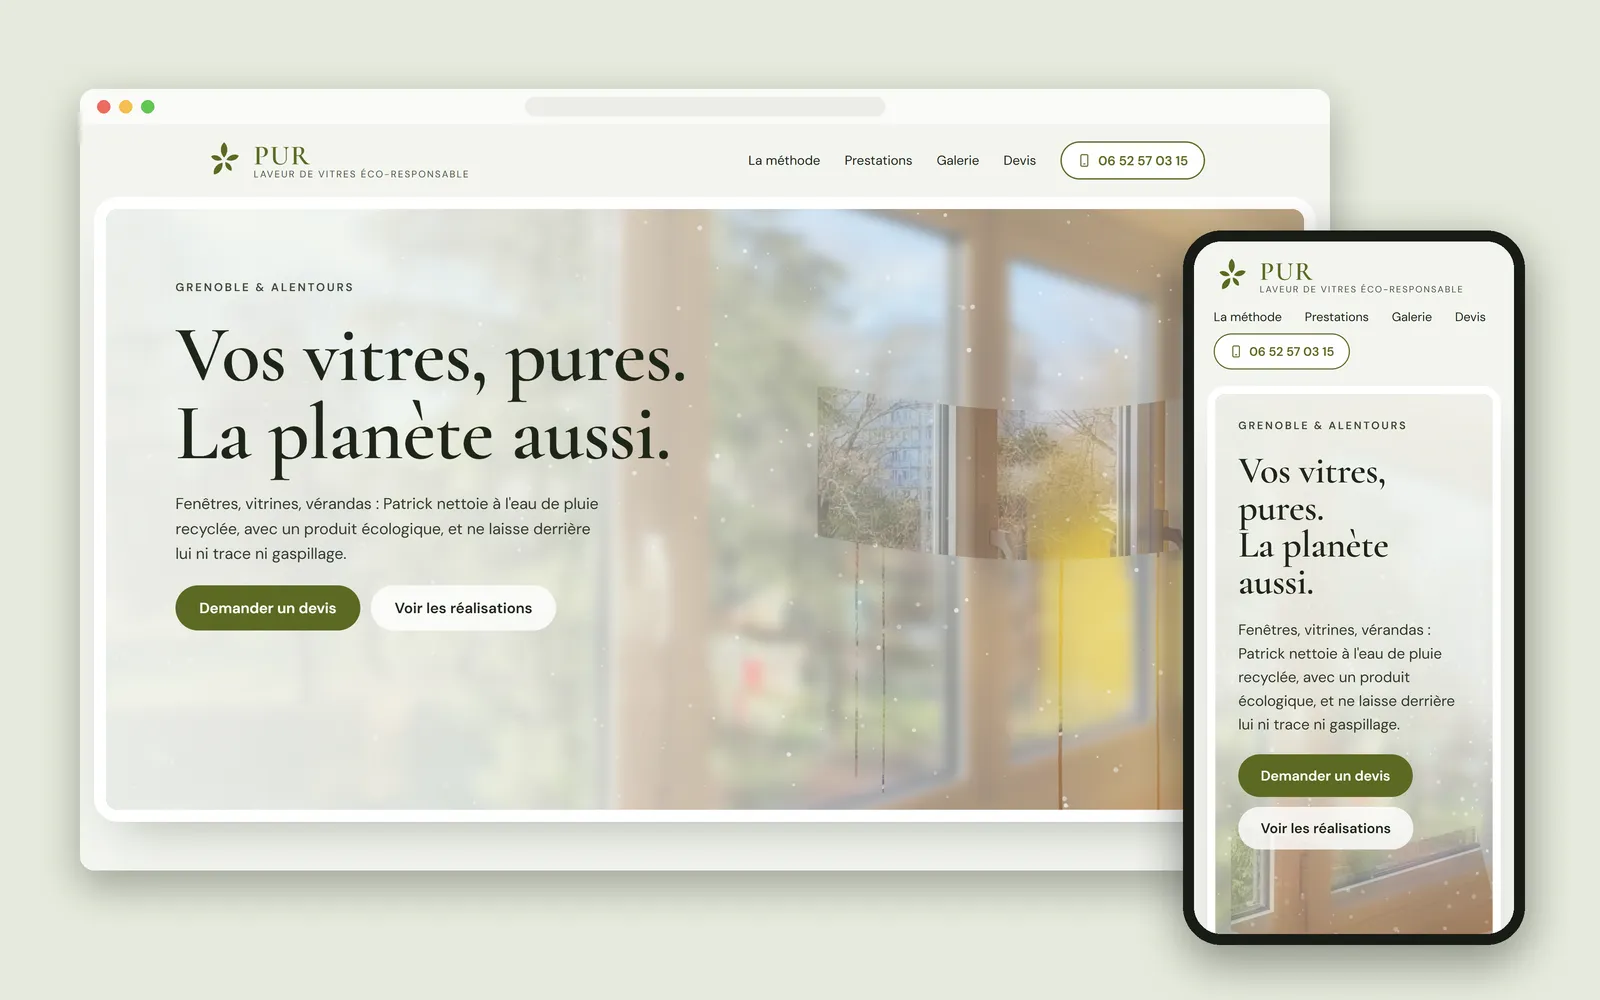 PUR
LAVEUR DE VITRES ÉCO-RESPONSABLE
La méthode Prestations Galerie Devis 06 52 57 03 15
GRENOBLE & ALENTOURS
Vos vitres, pures.
La planète aussi.
Fenêtres, vitrines, vérandas : Patrick nettoie à l'eau de pluie
recyclée, avec un produit écologique, et ne laisse derrière
lui ni trace ni gaspillage.
Demander un devis Voir les réalisations
PUR
LAVEUR DE VITRES ÉCO-RESPONSABLE
La méthode Prestations Galerie Devis
06 52 57 03 15
GRENOBLE & ALENTOURS
Vos vitres,
pures.
La planète
aussi.
Fenêtres, vitrines, vérandas :
Patrick nettoie à l'eau de pluie
recyclée, avec un produit
écologique, et ne laisse derrière
lui ni trace ni gaspillage.
Demander un devis
Voir les réalisations